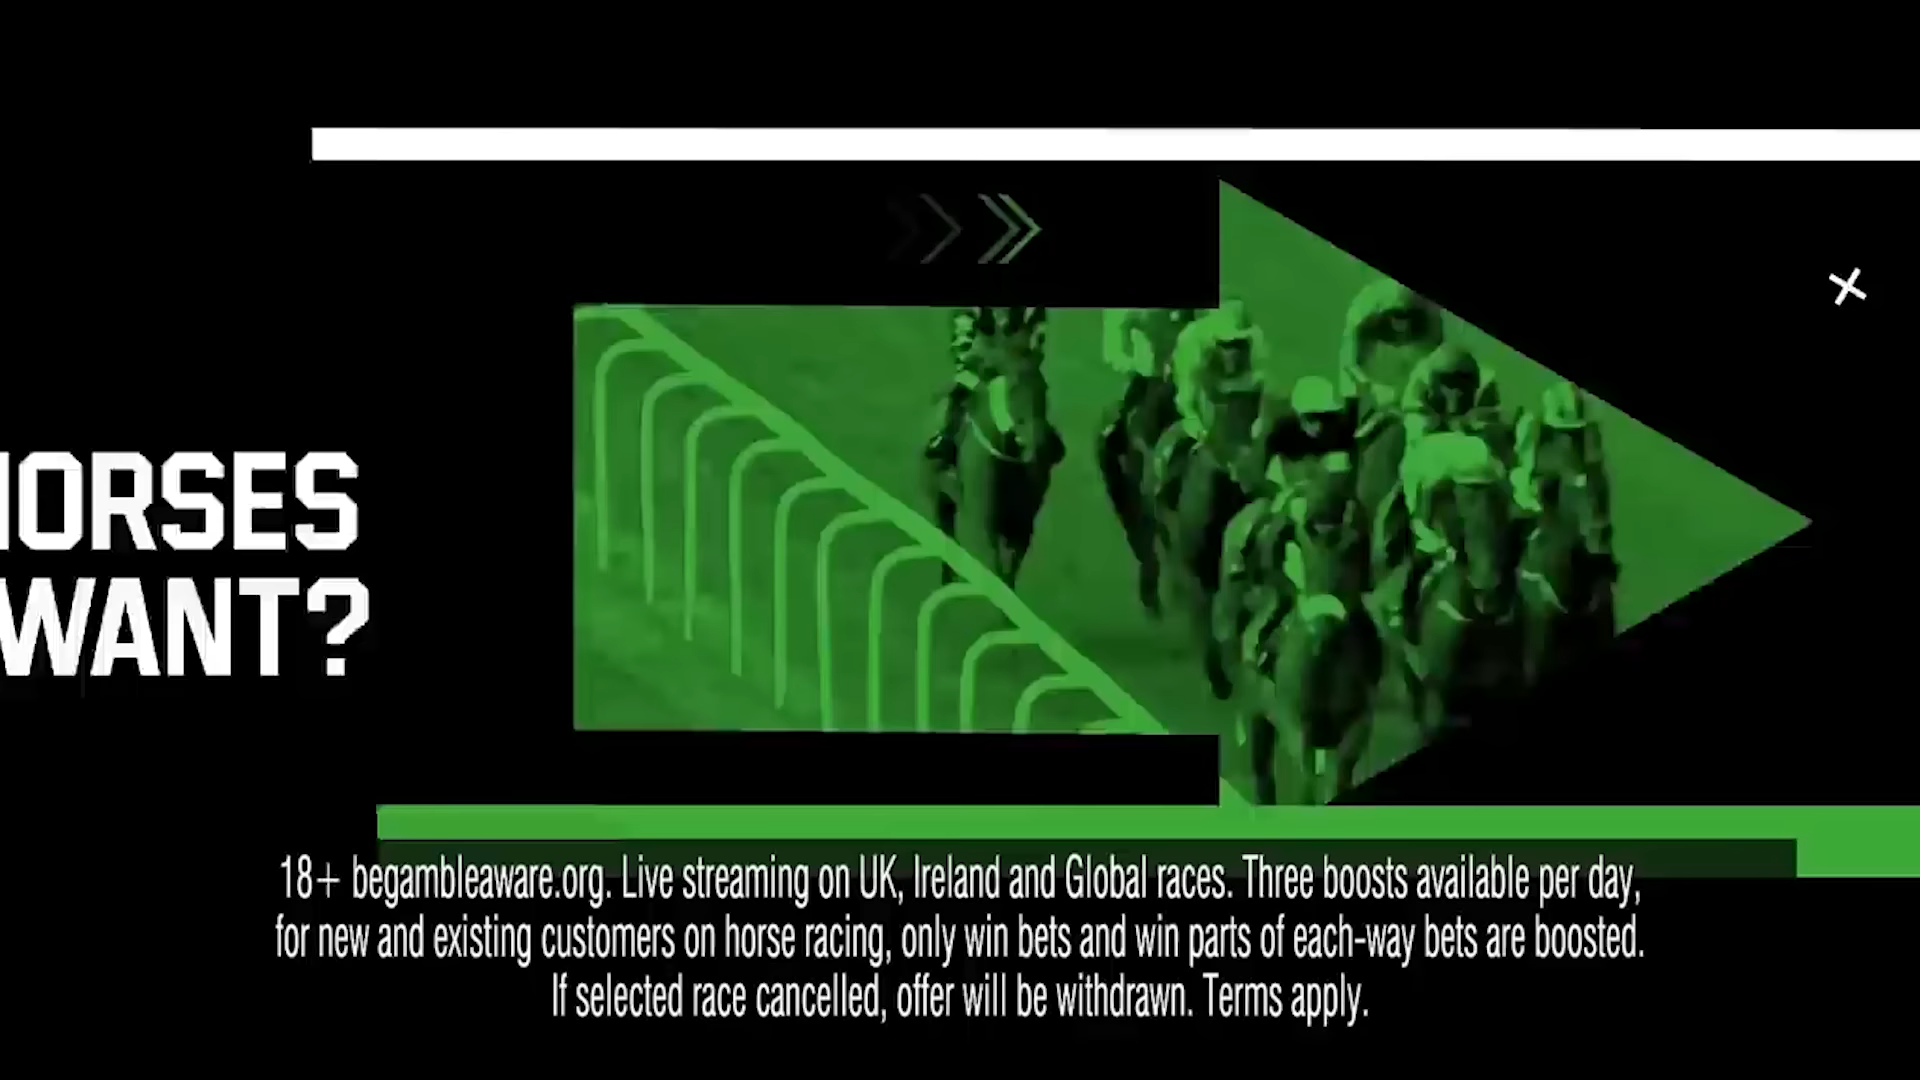 HORSES
WANT?
18+ begambleaware.org. Live streaming on UK, Ireland and Global races. Three boosts available per day,
for new and existing customers on horse racing, only win bets and win parts of each-way bets are boosted.
If selected race cancelled, offer will be withdrawn. Terms apply.